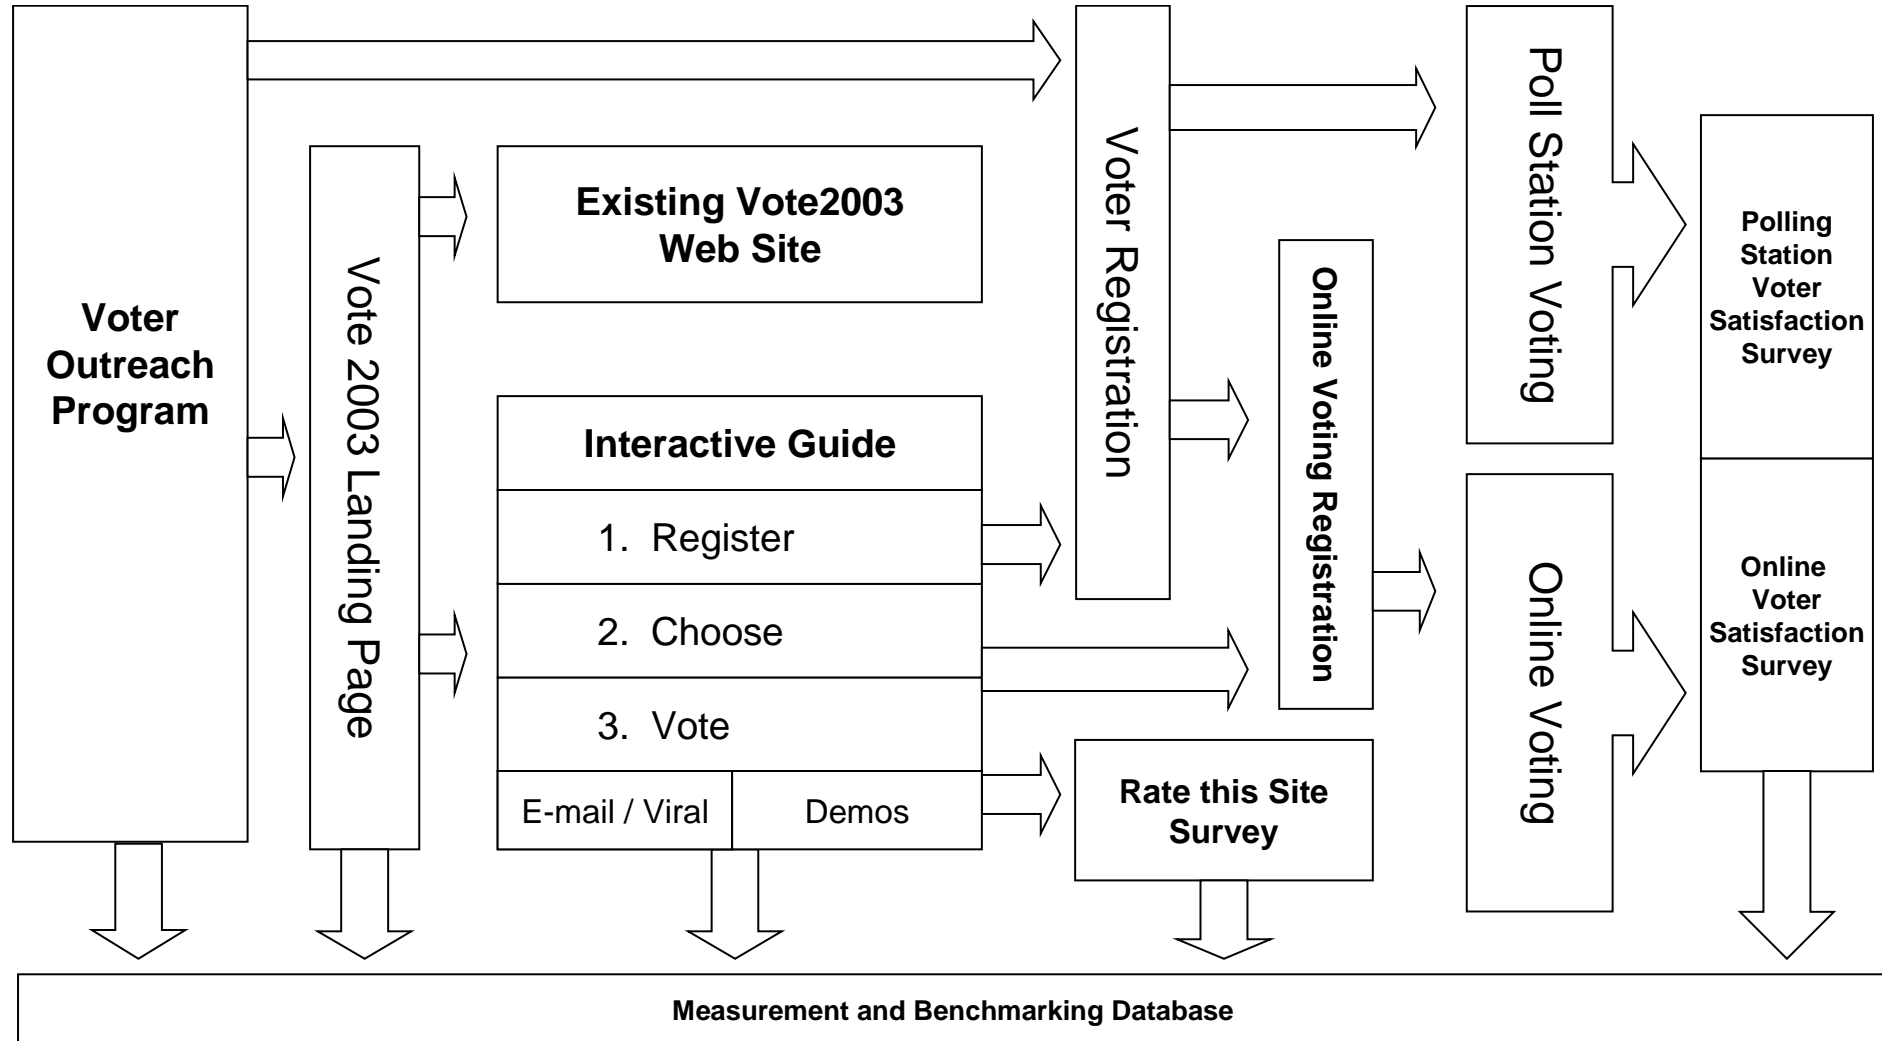 Voter
Outreach
Program
Vote 2003 Landing Page
Existing Vote2003
Web Site
Interactive Guide
1. Register
2. Choose
3. Vote
E-mail / Viral
Demos
Voter Registration
Online Voting Registration
Rate this Site
Survey
Poll Station Voting
Online Voting
Polling
Station
Voter
Satisfaction
Survey
Online
Voter
Satisfaction
Survey
Measurement and Benchmarking Database